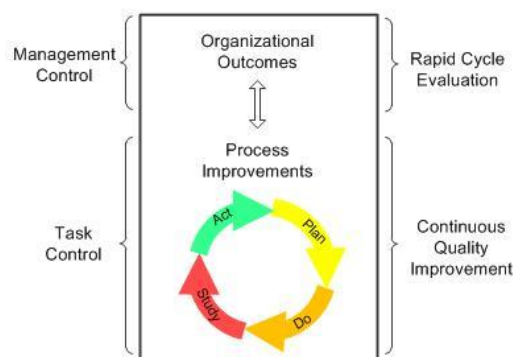 Management
Control
Organizational
Outcomes
Rapid Cycle
Evaluation
Process
Improvements
Task
Control
Act
Plan
Do
Study
Continuous
Quality
Improvement